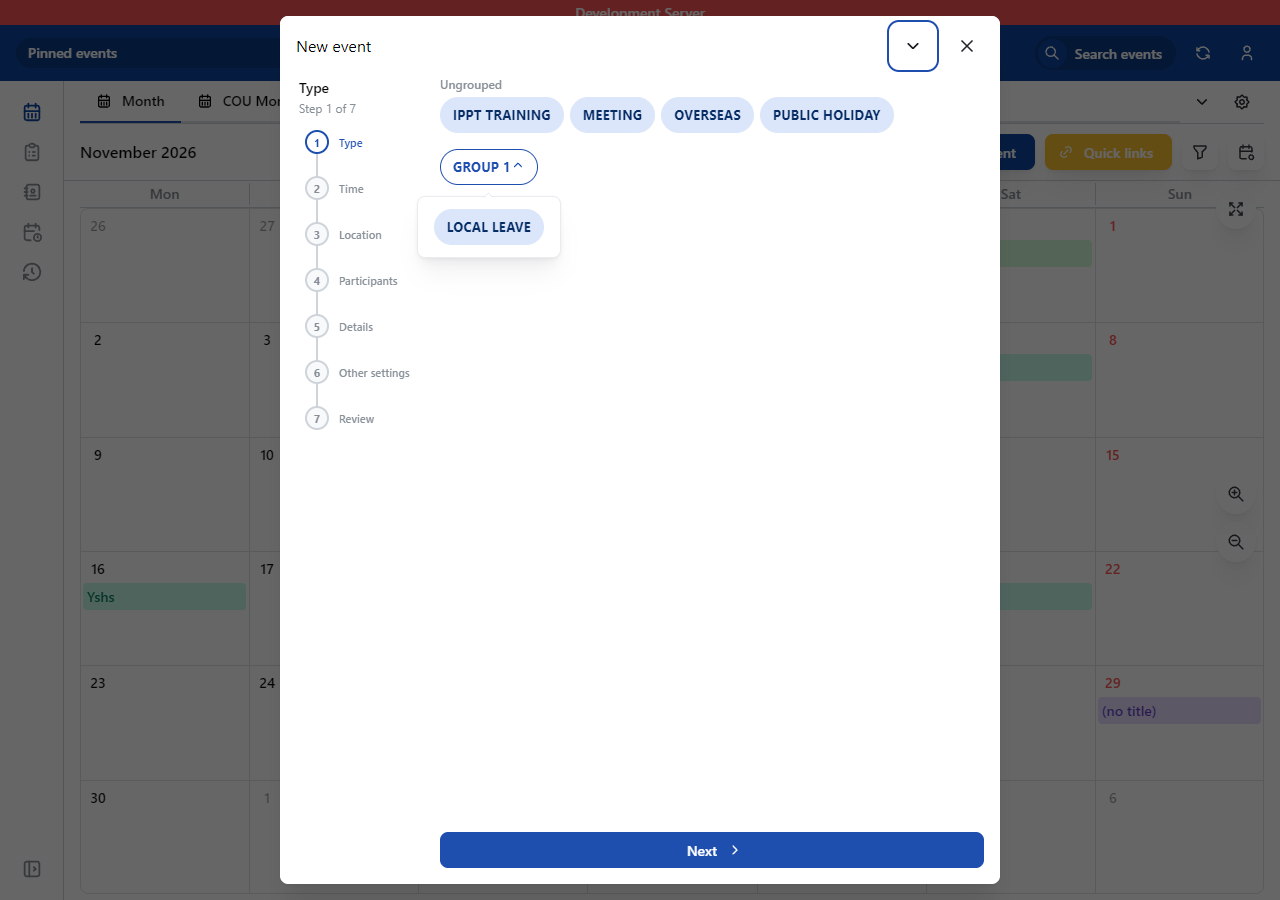 Development Server
Pinned events
Search events
Month
COU Mor
November 2026
nt
Quick links
Mon
Sat
Sun
26
27
1
2
3
8
9
10
15
16
17
22
Yshs
23
24
29
(no title)
30
1
6
New event
Type
Step 1 of 7
1 Type
2 Time
3 Location
4 Participants
5 Details
6 Other settings
7 Review
Ungrouped
IPPT TRAINING MEETING OVERSEAS PUBLIC HOLIDAY
GROUP 1
LOCAL LEAVE
Next